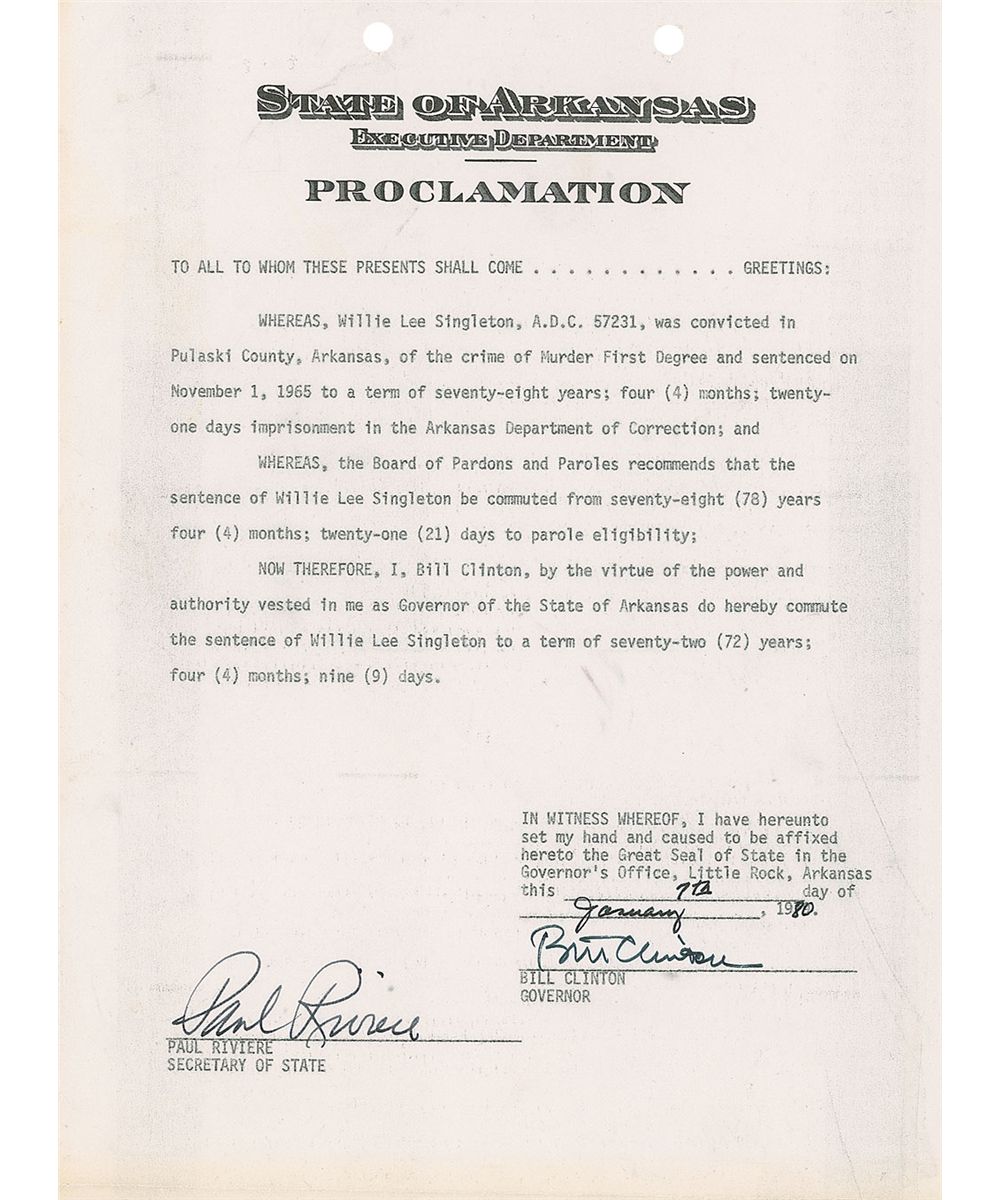 STATE OF ARKANSAS
EXECUTIVE DEPARTMENT
PROCLAMATION
TO ALL TO WHOM THESE PRESENTS SHALL COME . . . . . . . . . . . . GREETINGS:
WHEREAS, Willie Lee Singleton, A.D.C. 57231, was convicted in
Pulaski County, Arkansas, of the crime of Murder First Degree and sentenced on
November 1, 1965 to a term of seventy-eight years; four (4) months; twenty-
one days imprisonment in the Arkansas Department of Correction; and
WHEREAS, the Board of Pardons and Paroles recommends that the
sentence of Willie Lee Singleton be commuted from seventy-eight (78) years
four (4) months; twenty-one (21) days to parole eligibility;
NOW THEREFORE, I, Bill Clinton, by the virtue of the power and
authority vested in me as Governor of the State of Arkansas do hereby commute
the sentence of Willie Lee Singleton to a term of seventy-two (72) years;
four (4) months; nine (9) days.
IN WITNESS WHEREOF, I have hereunto
set my hand and caused to be affixed
hereto the Great Seal of State in the
Governor's Office, Little Rock, Arkansas
this 7th day of
January, 1980.
Bill Clinton
BILL CLINTON
GOVERNOR
Paul Riviere
PAUL RIVIERE
SECRETARY OF STATE